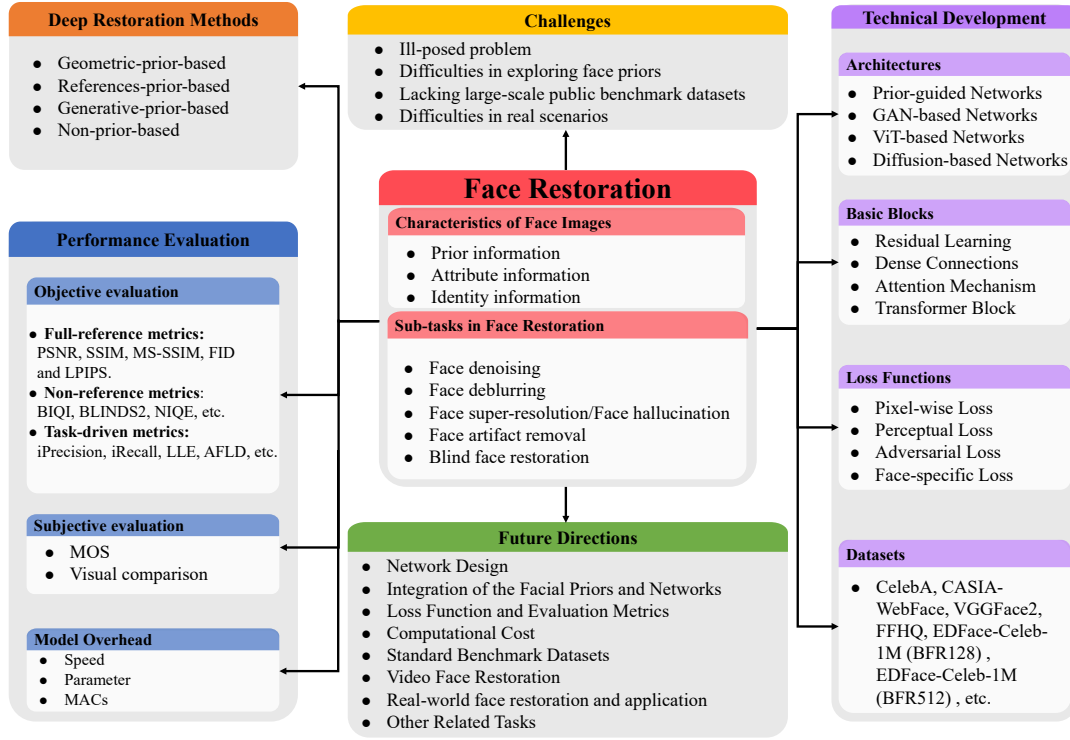 Deep Restoration Methods
● Geometric-prior-based
● References-prior-based
● Generative-prior-based
● Non-prior-based
Challenges
● Ill-posed problem
● Difficulties in exploring face priors
● Lacking large-scale public benchmark datasets
● Difficulties in real scenarios
Face Restoration
Characteristics of Face Images
● Prior information
● Attribute information
● Identity information
Sub-tasks in Face Restoration
● Face denoising
● Face deblurring
● Face super-resolution/Face hallucination
● Face artifact removal
● Blind face restoration
Performance Evaluation
Objective evaluation
● Full-reference metrics:
PSNR, SSIM, MS-SSIM, FID
and LPIPS.
● Non-reference metrics:
BIQI, BLINDS2, NIQE, etc.
● Task-driven metrics:
iPrecision, iRecall, LLE, AFLD, etc.
Subjective evaluation
● MOS
● Visual comparison
Model Overhead
● Speed
● Parameter
● MACs
Future Directions
● Network Design
● Integration of the Facial Priors and Networks
● Loss Function and Evaluation Metrics
● Computational Cost
● Standard Benchmark Datasets
● Video Face Restoration
● Real-world face restoration and application
● Other Related Tasks
Technical Development
Architectures
● Prior-guided Networks
● GAN-based Networks
● ViT-based Networks
● Diffusion-based Networks
Basic Blocks
● Residual Learning
● Dense Connections
● Attention Mechanism
● Transformer Block
Loss Functions
● Pixel-wise Loss
● Perceptual Loss
● Adversarial Loss
● Face-specific Loss
Datasets
● CelebA, CASIA-
WebFace, VGGFace2,
FFHQ, EDFace-Celeb-
1M (BFR128) ,
EDFace-Celeb-1M
(BFR512) , etc.